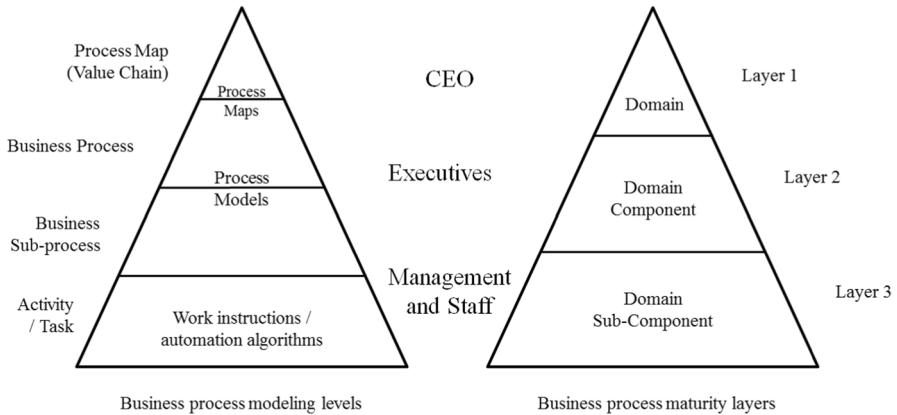 Process Map
(Value Chain)
Business Process
Business
Sub-process
Activity
/ Task
Process
Maps
Process
Models
Work instructions /
automation algorithms
Business process modeling levels
CEO
Executives
Management
and Staff
Domain
Domain
Component
Domain
Sub-Component
Layer 1
Layer 2
Layer 3
Business process maturity layers